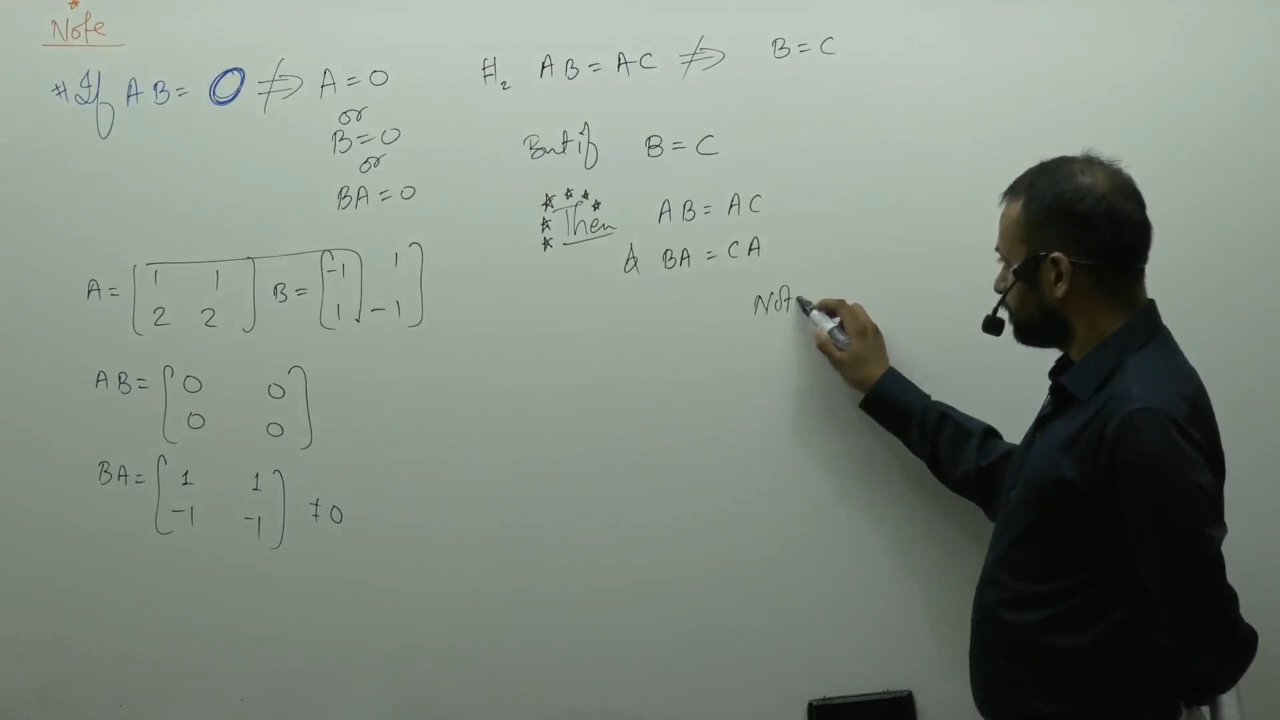 Note
# If AB = O ⇏ A = 0
or
B = 0
or
BA = 0
A = [ 1 1
2 2 ] B = [ -1 1
1 -1 ]
AB = [ 0 0
0 0 ]
BA = [ 1 1
-1 -1 ] ≠ 0
#2 AB = AC ⇏ B = C
But if B = C
Then AB = AC
& BA = CA
Not